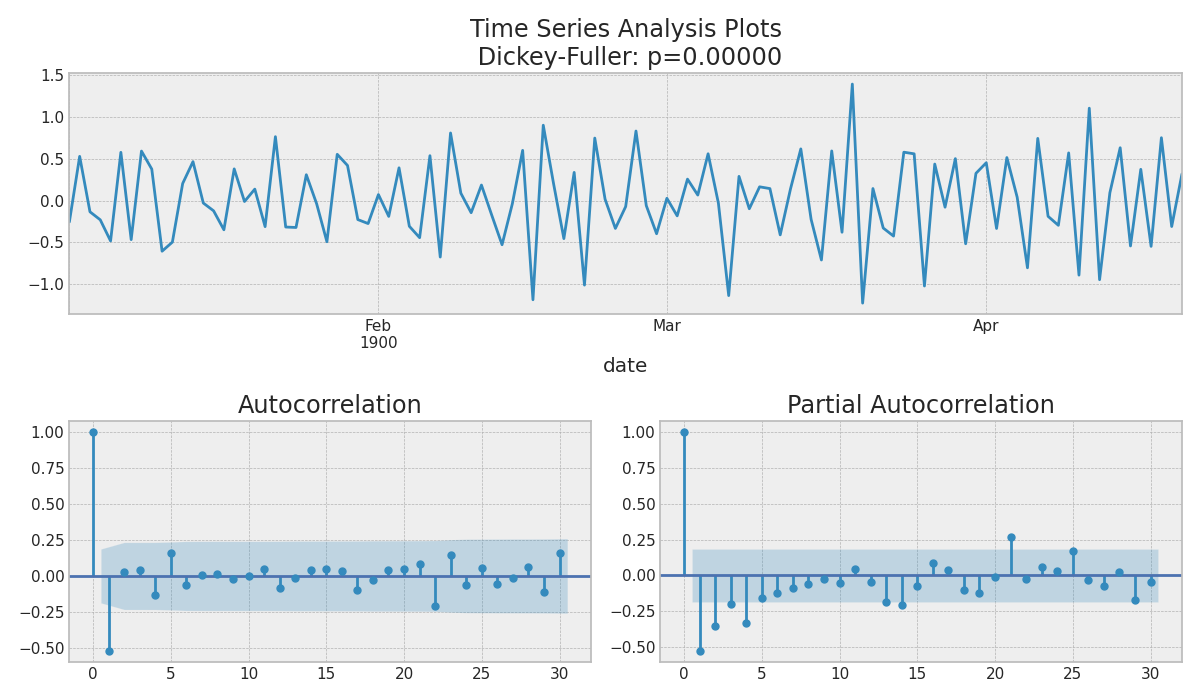 Time Series Analysis Plots
Dickey-Fuller: p=0.00000
1.5
1.0
0.5
0.0
−0.5
−1.0
Feb
1900
Mar
Apr
date
Autocorrelation
1.00
0.75
0.50
0.25
0.00
−0.25
−0.50
0 5 10 15 20 25 30
Partial Autocorrelation
1.00
0.75
0.50
0.25
0.00
−0.25
−0.50
0 5 10 15 20 25 30